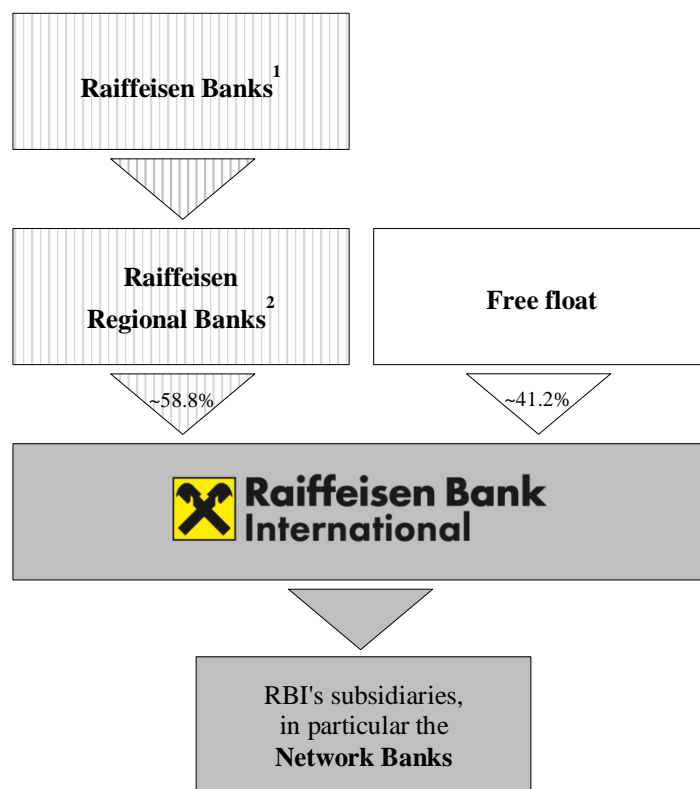 Raiffeisen Banks1
Raiffeisen
Regional Banks2
Free float
~58.8%
~41.2%
Raiffeisen Bank
International
RBI's subsidiaries,
in particular the
Network Banks